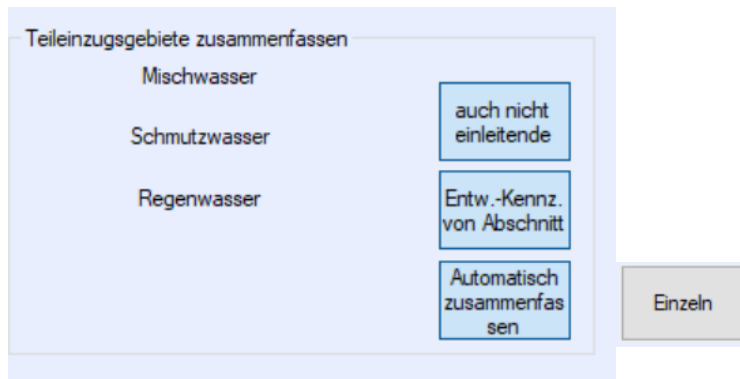 Teileinzugsgebiete zusammenfassen
Mischwasser
auch nicht
einleitende
Schmutzwasser
Regenwasser
Entw.-Kennz.
von Abschnitt
Automatisch
zusammenfas
sen
Einzeln